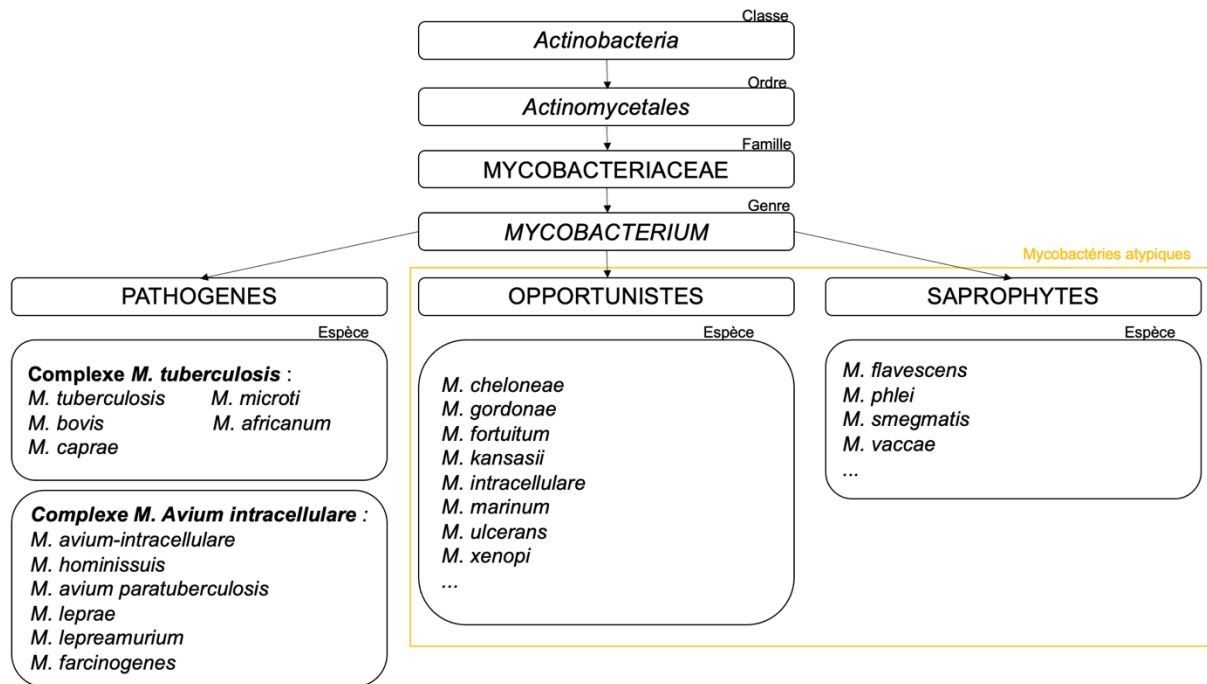 Classe
Actinobacteria
Ordre
Actinomycetales
Famille
MYCOBACTERIACEAE
Genre
MYCOBACTERIUM
Mycobactéries atypiques
PATHOGENES
Espèce
Complexe M. tuberculosis :
M. tuberculosis M. microti
M. bovis M. africanum
M. caprae
Complexe M. Avium intracellulare :
M. avium-intracellulare
M. hominissuis
M. avium paratuberculosis
M. leprae
M. lepreamurium
M. farcinogenes
OPPORTUNISTES
Espèce
M. cheloneae
M. gordonae
M. fortuitum
M. kansasii
M. intracellulare
M. marinum
M. ulcerans
M. xenopi
...
SAPROPHYTES
Espèce
M. flavescens
M. phlei
M. smegmatis
M. vaccae
...